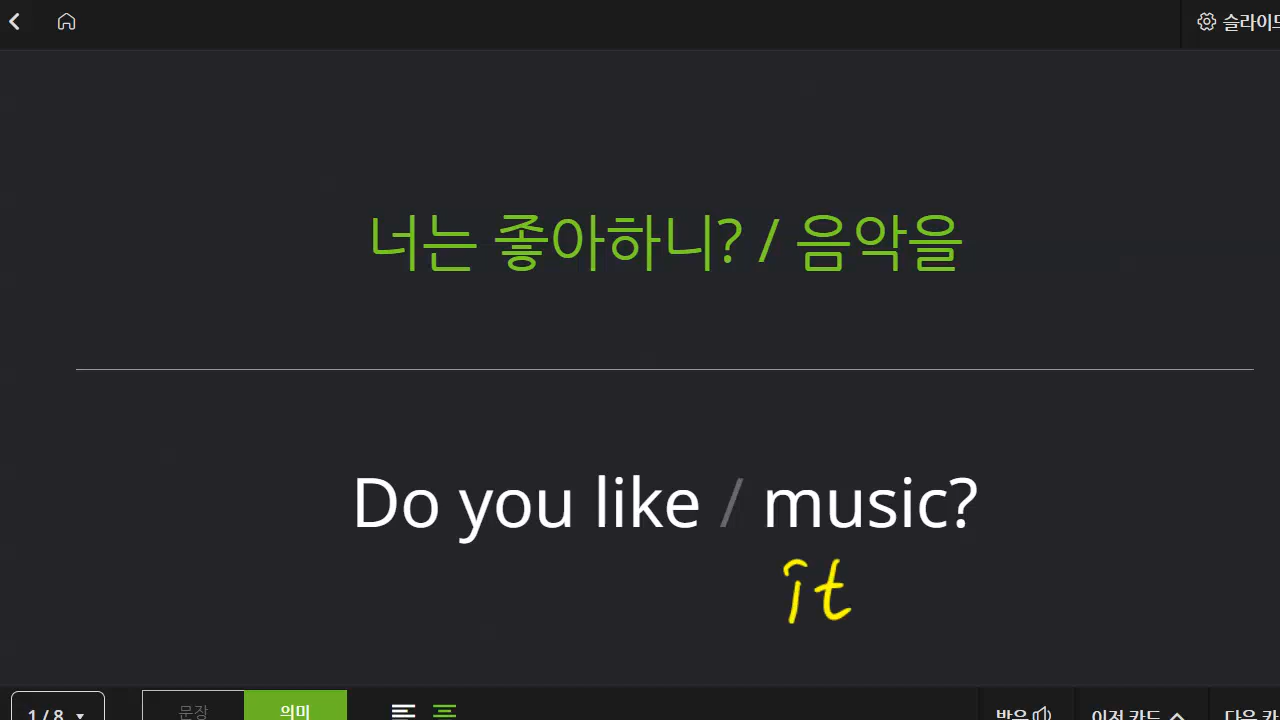 슬라이드
너는 좋아하니? / 음악을
Do you like / music?
it
1 / 8
문장 의미
이전 카드
다음